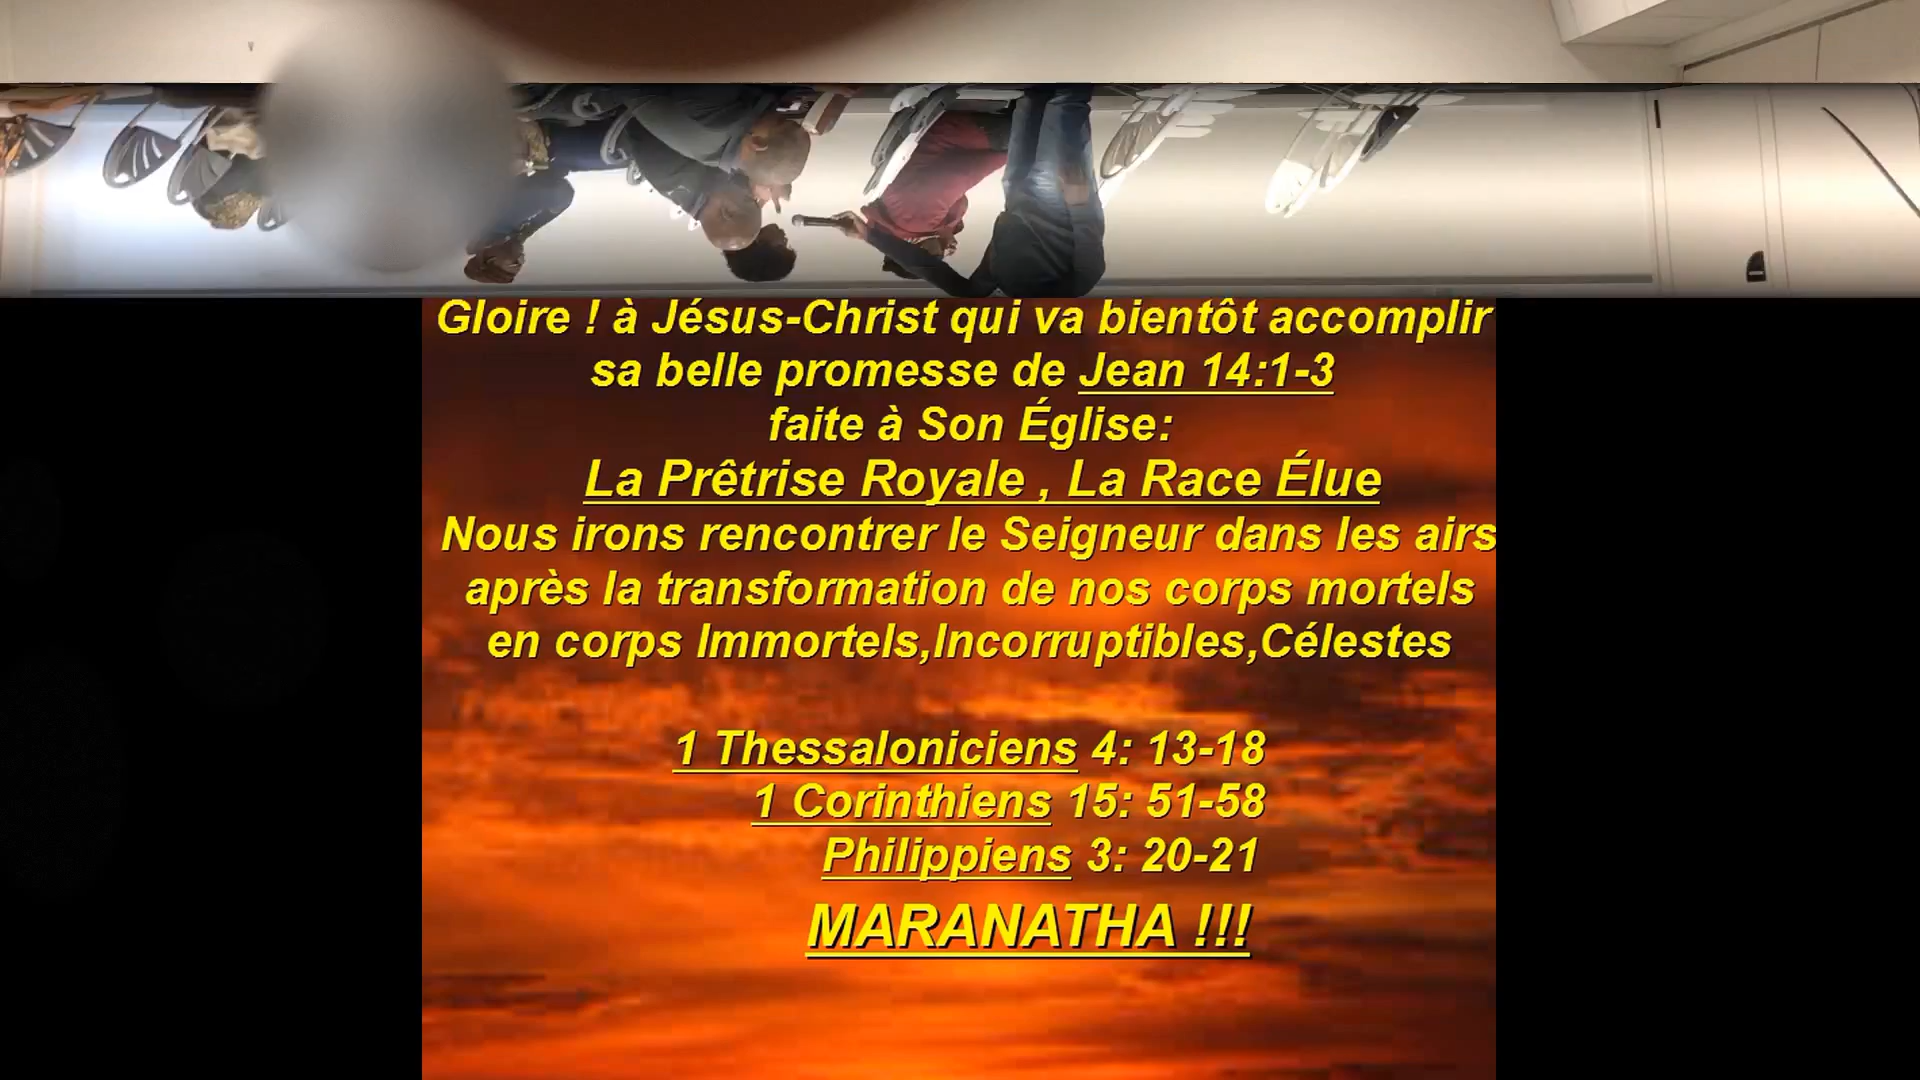 Gloire ! à Jésus-Christ qui va bientôt accomplir
sa belle promesse de Jean 14:1-3
faite à Son Église:
La Prêtrise Royale , La Race Élue
Nous irons rencontrer le Seigneur dans les airs
après la transformation de nos corps mortels
en corps Immortels,Incorruptibles,Célestes
1 Thessaloniciens 4: 13-18
1 Corinthiens 15: 51-58
Philippiens 3: 20-21
MARANATHA !!!